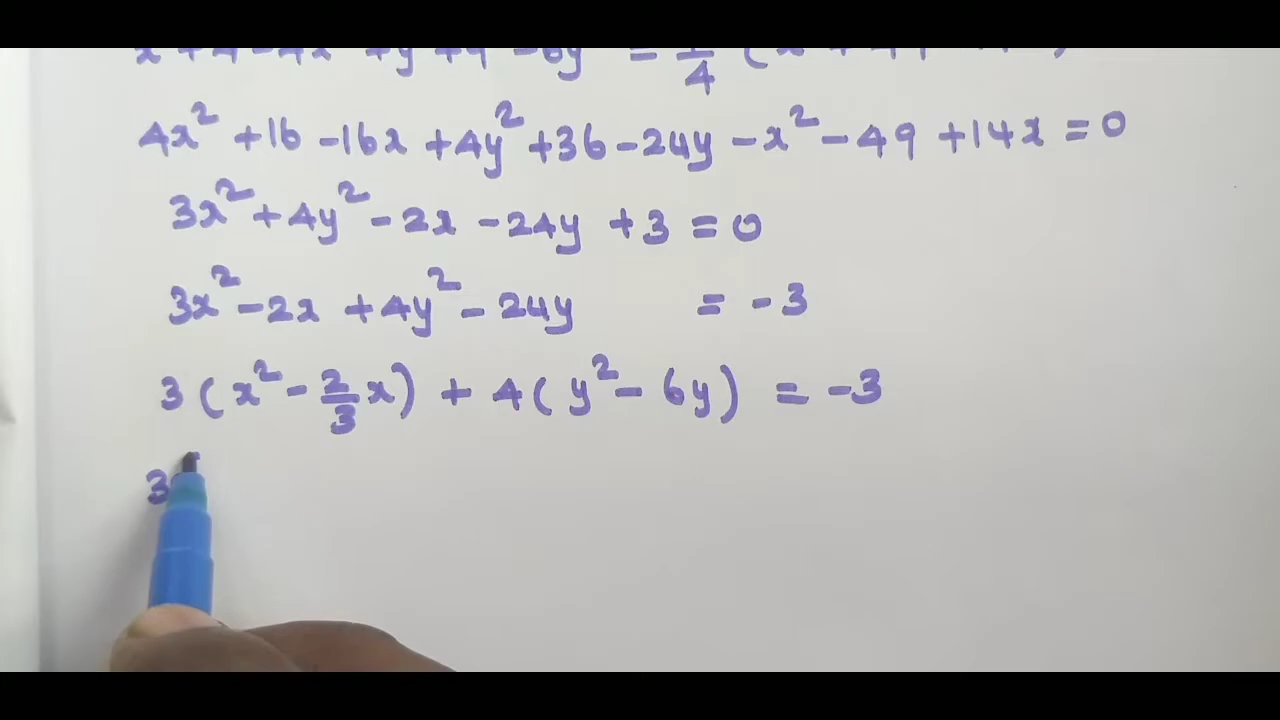 4x² +16 -16x +4y² +36 -24y -x² -49 +14x = 0
3x² + 4y² - 2x - 24y + 3 = 0
3x² - 2x + 4y² - 24y = -3
3 ( x² - 2/3 x ) + 4 ( y² - 6y ) = -3
3